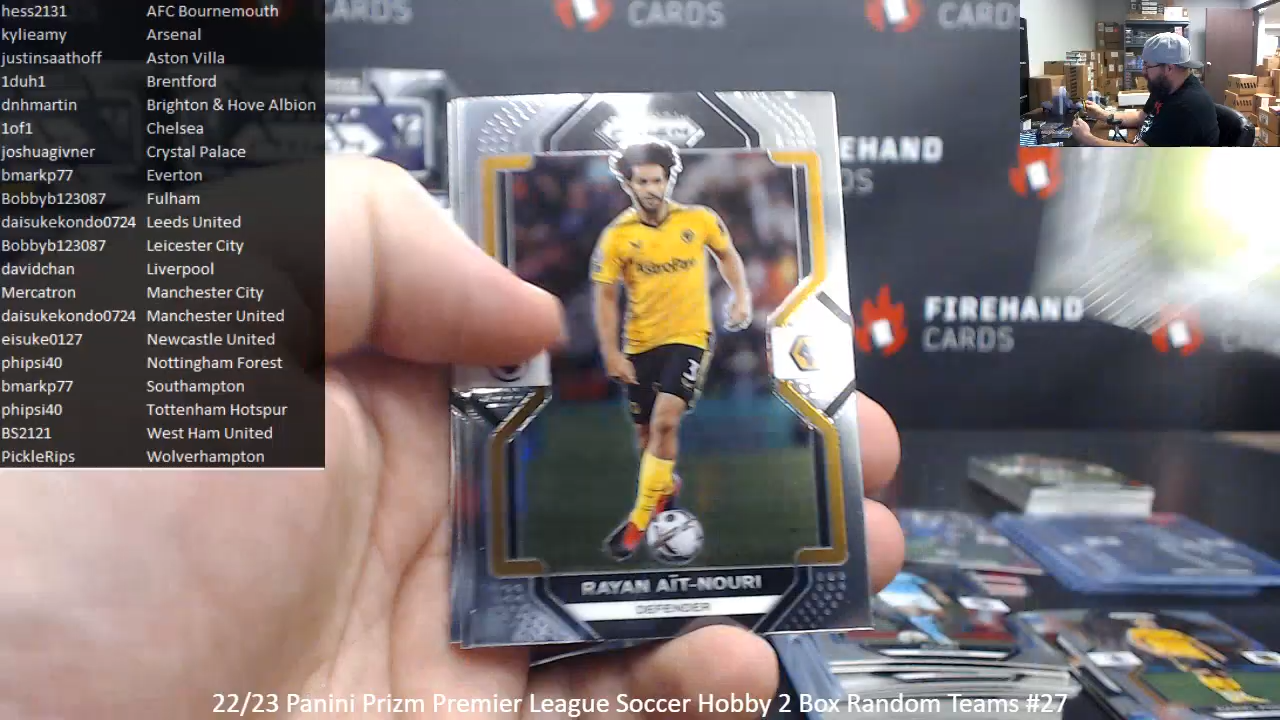 hess2131 AFC Bournemouth
kylieamy Arsenal
justinsaathoff Aston Villa
1duh1 Brentford
dnhmartin Brighton & Hove Albion
1of1 Chelsea
joshuagivner Crystal Palace
bmarkp77 Everton
Bobbyb123087 Fulham
daisukekondo0724 Leeds United
Bobbyb123087 Leicester City
davidchan Liverpool
Mercatron Manchester City
daisukekondo0724 Manchester United
eisuke0127 Newcastle United
phipsi40 Nottingham Forest
bmarkp77 Southampton
phipsi40 Tottenham Hotspur
BS2121 West Ham United
PickleRips Wolverhampton
CARDS
CARDS
CARDS
EHAND
DS
FIREHAND
CARDS
AstroPay
3
RAYAN AÏT-NOURI
DEFENDER
22/23 Panini Prizm Premier League Soccer Hobby 2 Box Random Teams #27